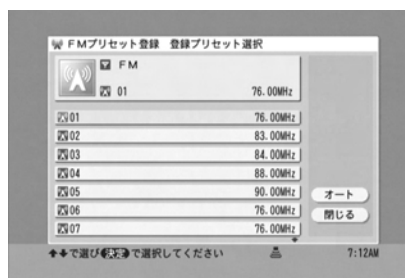 FMプリセット登録 登録プリセット選択
FM
01 76.00MHz
01 76.00MHz
02 83.00MHz
03 84.00MHz
04 88.00MHz
05 90.00MHz
06 76.00MHz
07 76.00MHz
オート
閉じる
↑↓で選び決定で選択してください 7:12AM